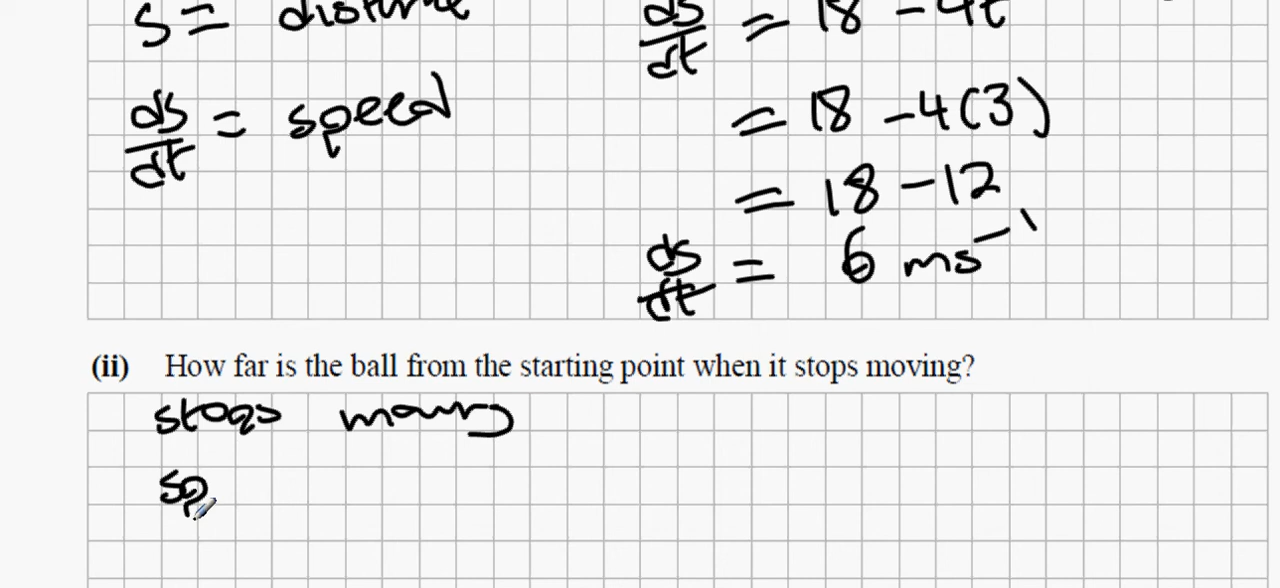 s = distance
ds/dt = 18 - 4t
ds/dt = speed
= 18 - 4(3)
= 18 - 12
ds/dt = 6 ms⁻¹
(ii) How far is the ball from the starting point when it stops moving?
stops moving
sp